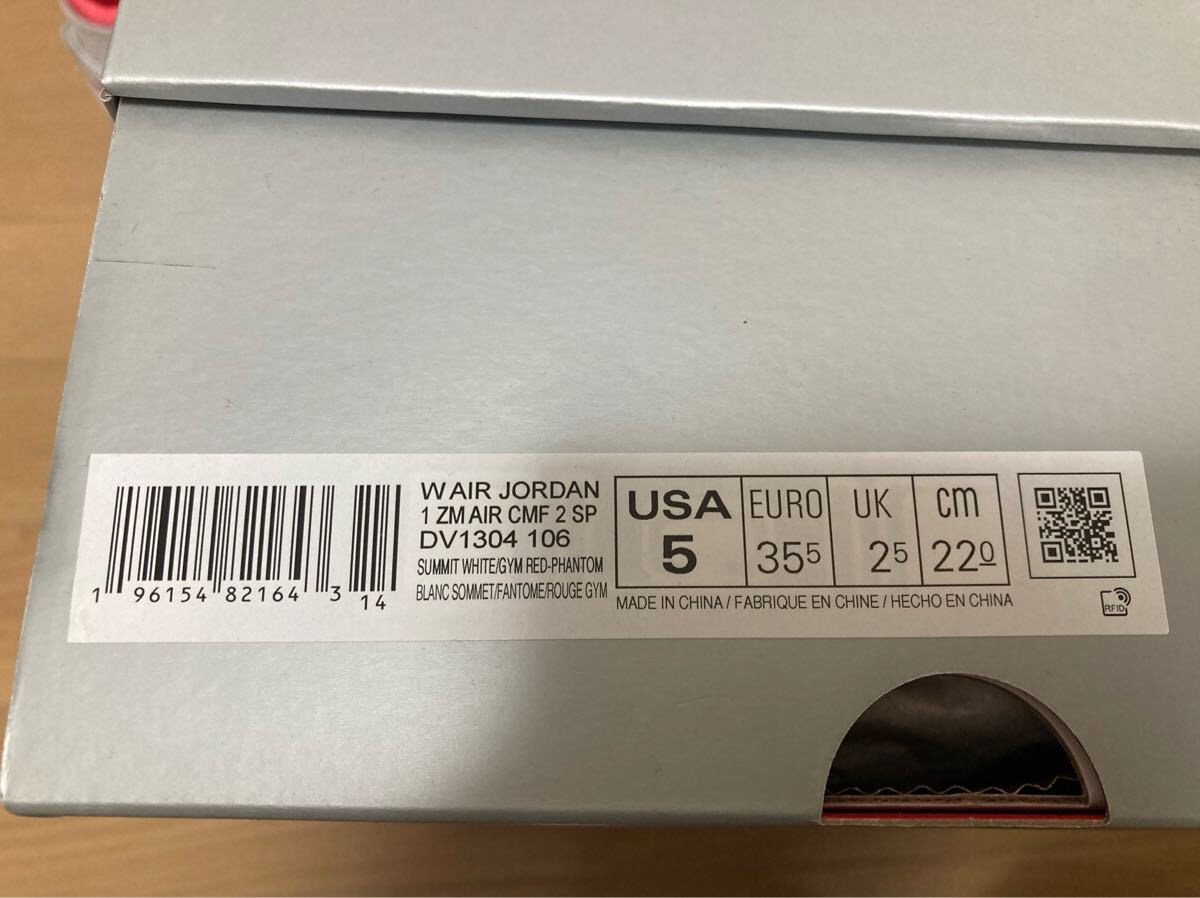 1 96154 82164 3 14
W AIR JORDAN
1 ZM AIR CMF 2 SP
DV1304 106
SUMMIT WHITE/GYM RED-PHANTOM
BLANC SOMMET/FANTOME/ROUGE GYM
USA EURO UK cm
5 35 5 2 5 22 0
MADE IN CHINA / FABRIQUE EN CHINE / HECHO EN CHINA
RFID